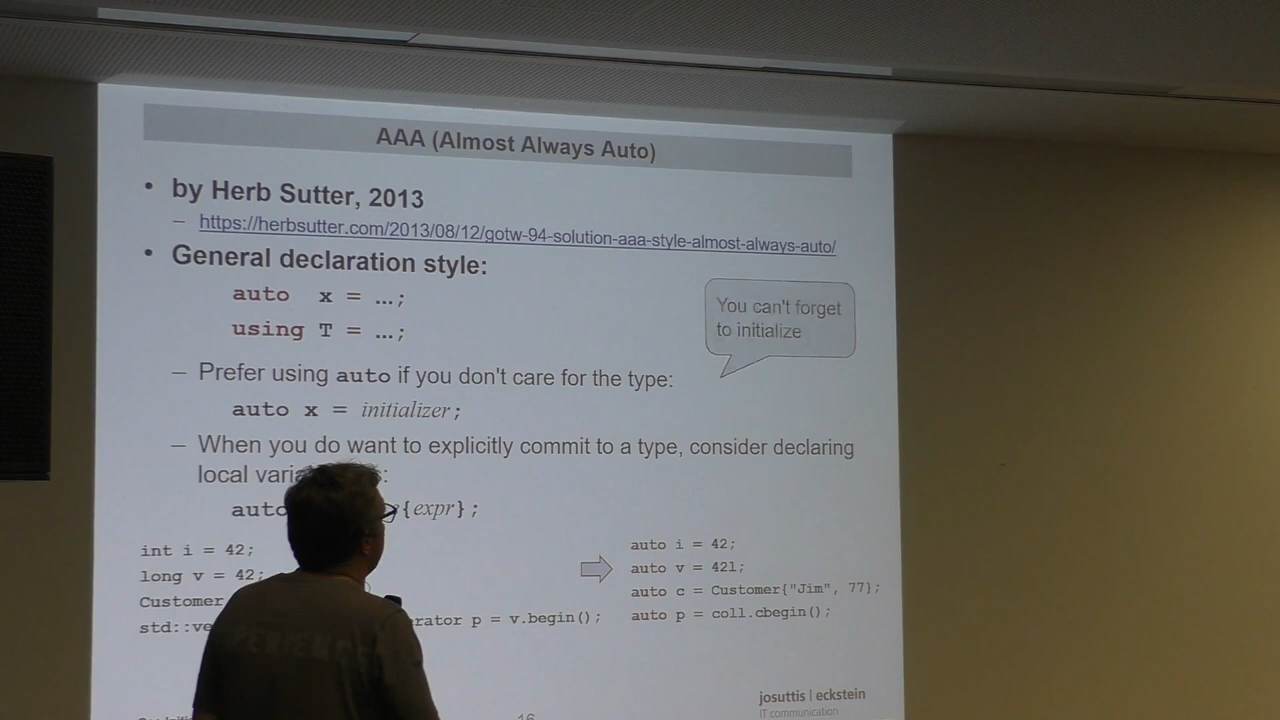 AAA (Almost Always Auto)
• by Herb Sutter, 2013
– https://herbsutter.com/2013/08/12/gotw-94-solution-aaa-style-almost-always-auto/
• General declaration style:
auto x = ...;
using T = ...;
You can't forget
to initialize
– Prefer using auto if you don't care for the type:
auto x = initializer;
– When you do want to explicitly commit to a type, consider declaring
local :
auto {expr};
int i = 42;
long v = 42;
Customer
p = v.begin();
auto i = 42;
auto v = 42l;
auto c = Customer{"Jim", 77};
auto p = coll.cbegin();
josuttis | eckstein
IT communication
16